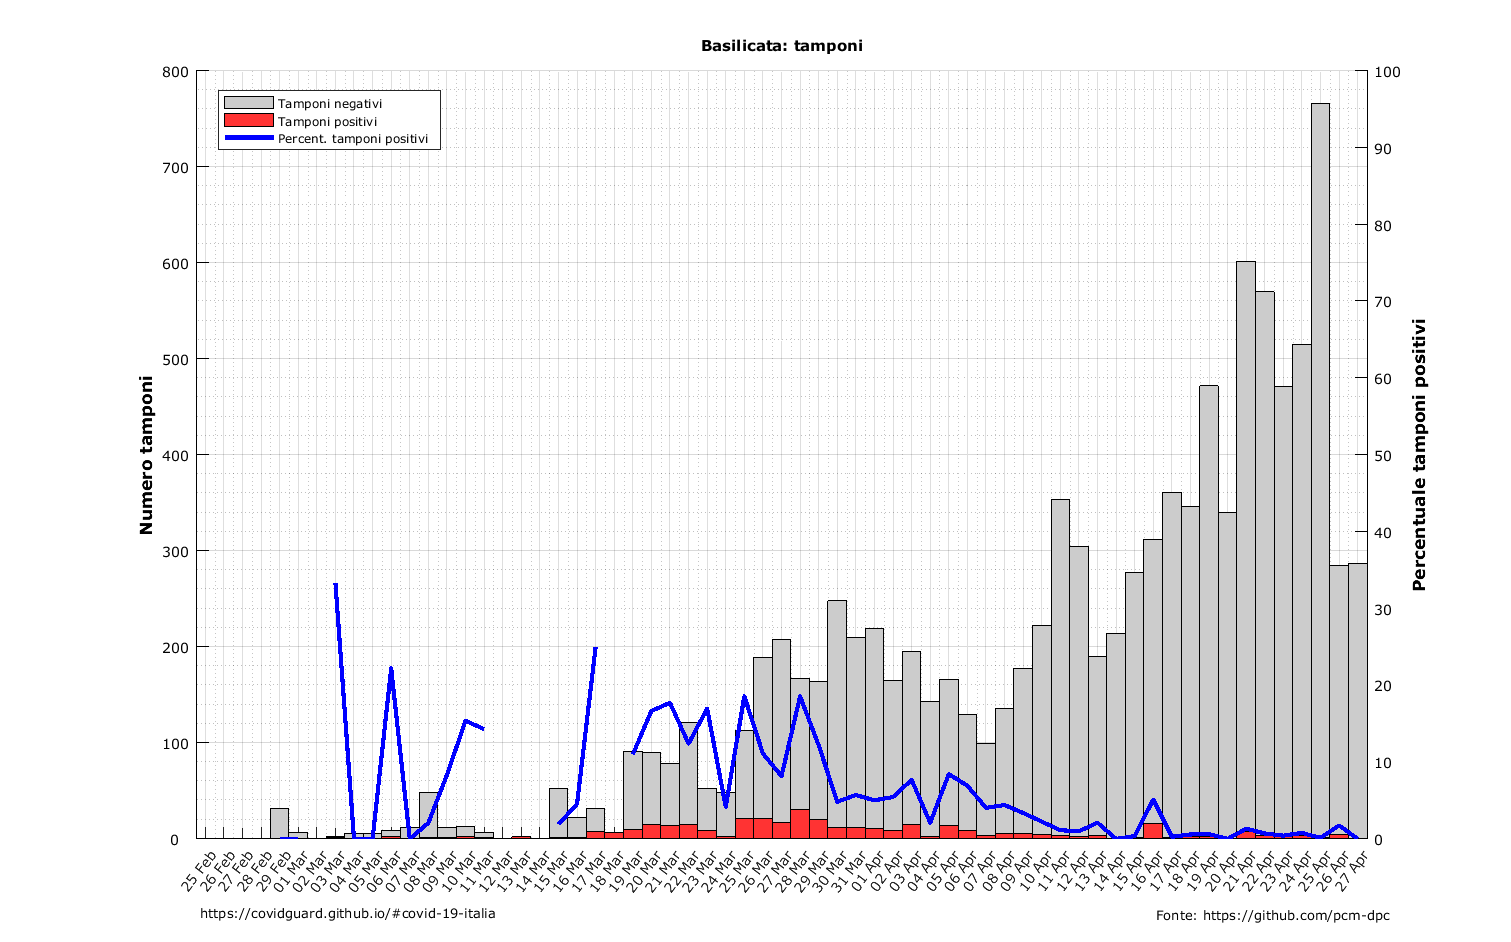 Basilicata: tamponi
Tamponi negativi
Tamponi positivi
Percent. tamponi positivi
Numero tamponi
800
700
600
500
400
300
200
100
0
100
90
80
70
60
50
40
30
20
10
0
Percentuale tamponi positivi
25 Feb
26 Feb
27 Feb
28 Feb
29 Feb
01 Mar
02 Mar
03 Mar
04 Mar
05 Mar
06 Mar
07 Mar
08 Mar
09 Mar
10 Mar
11 Mar
12 Mar
13 Mar
14 Mar
15 Mar
16 Mar
17 Mar
18 Mar
19 Mar
20 Mar
21 Mar
22 Mar
23 Mar
24 Mar
25 Mar
26 Mar
27 Mar
28 Mar
29 Mar
30 Mar
31 Mar
01 Apr
02 Apr
03 Apr
04 Apr
05 Apr
06 Apr
07 Apr
08 Apr
09 Apr
10 Apr
11 Apr
12 Apr
13 Apr
14 Apr
15 Apr
16 Apr
17 Apr
18 Apr
19 Apr
20 Apr
21 Apr
22 Apr
23 Apr
24 Apr
25 Apr
26 Apr
27 Apr
https://covidguard.github.io/#covid-19-italia
Fonte: https://github.com/pcm-dpc